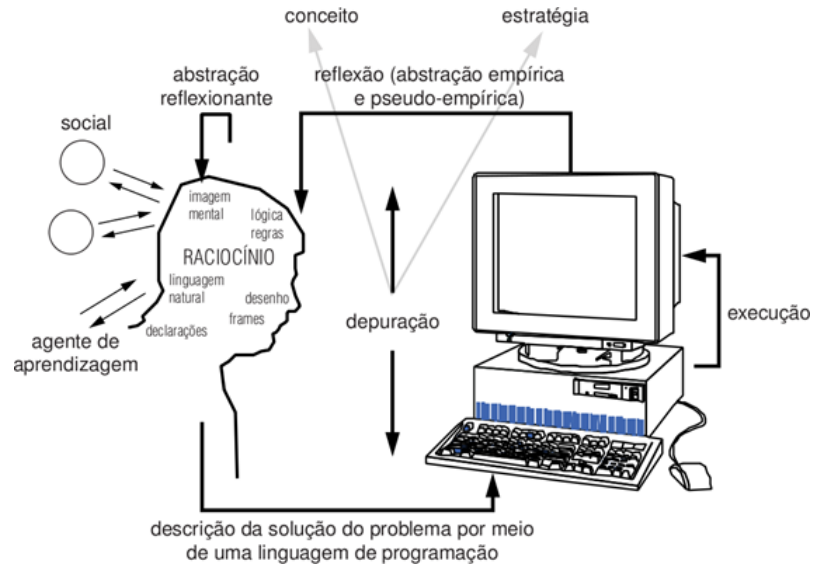 conceito
estratégia
abstração
reflexionante
reflexão (abstração empírica
e pseudo-empírica)
social
imagem
mental
lógica
regras
RACIOCÍNIO
linguagem
natural
desenho
frames
declarações
agente de
aprendizagem
depuração
execução
descrição da solução do problema por meio
de uma linguagem de programação